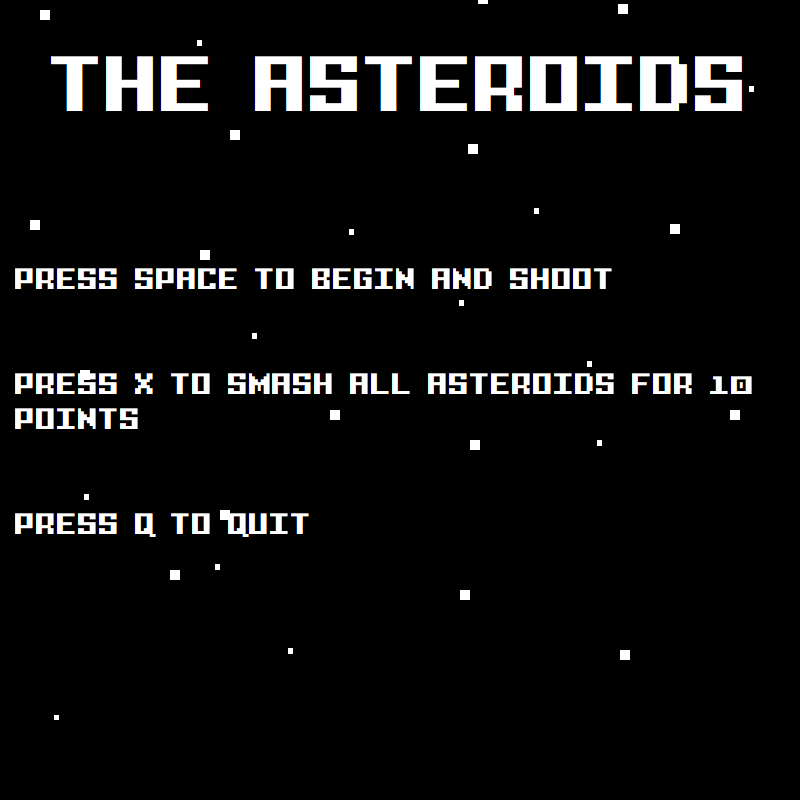 THE ASTEROIDS
PRESS SPACE TO BEGIN AND SHOOT
PRESS X TO SMASH ALL ASTEROIDS FOR 10
POINTS
PRESS Q TO QUIT